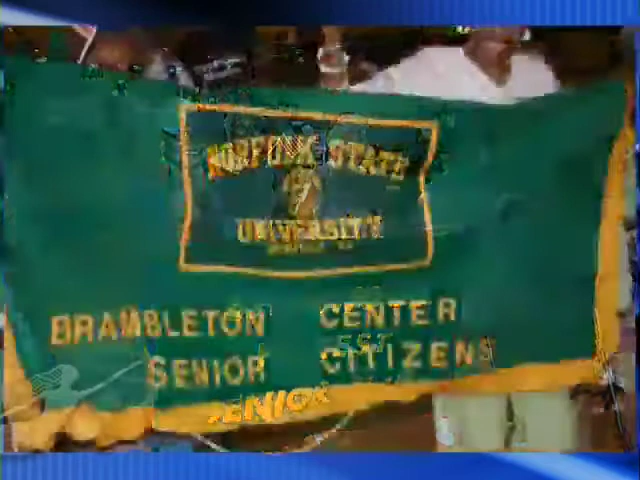 NORFOLK STATE
UNIVERSITY
BRAMBLETON CENTER
SENIOR CITIZENS
SENIOR